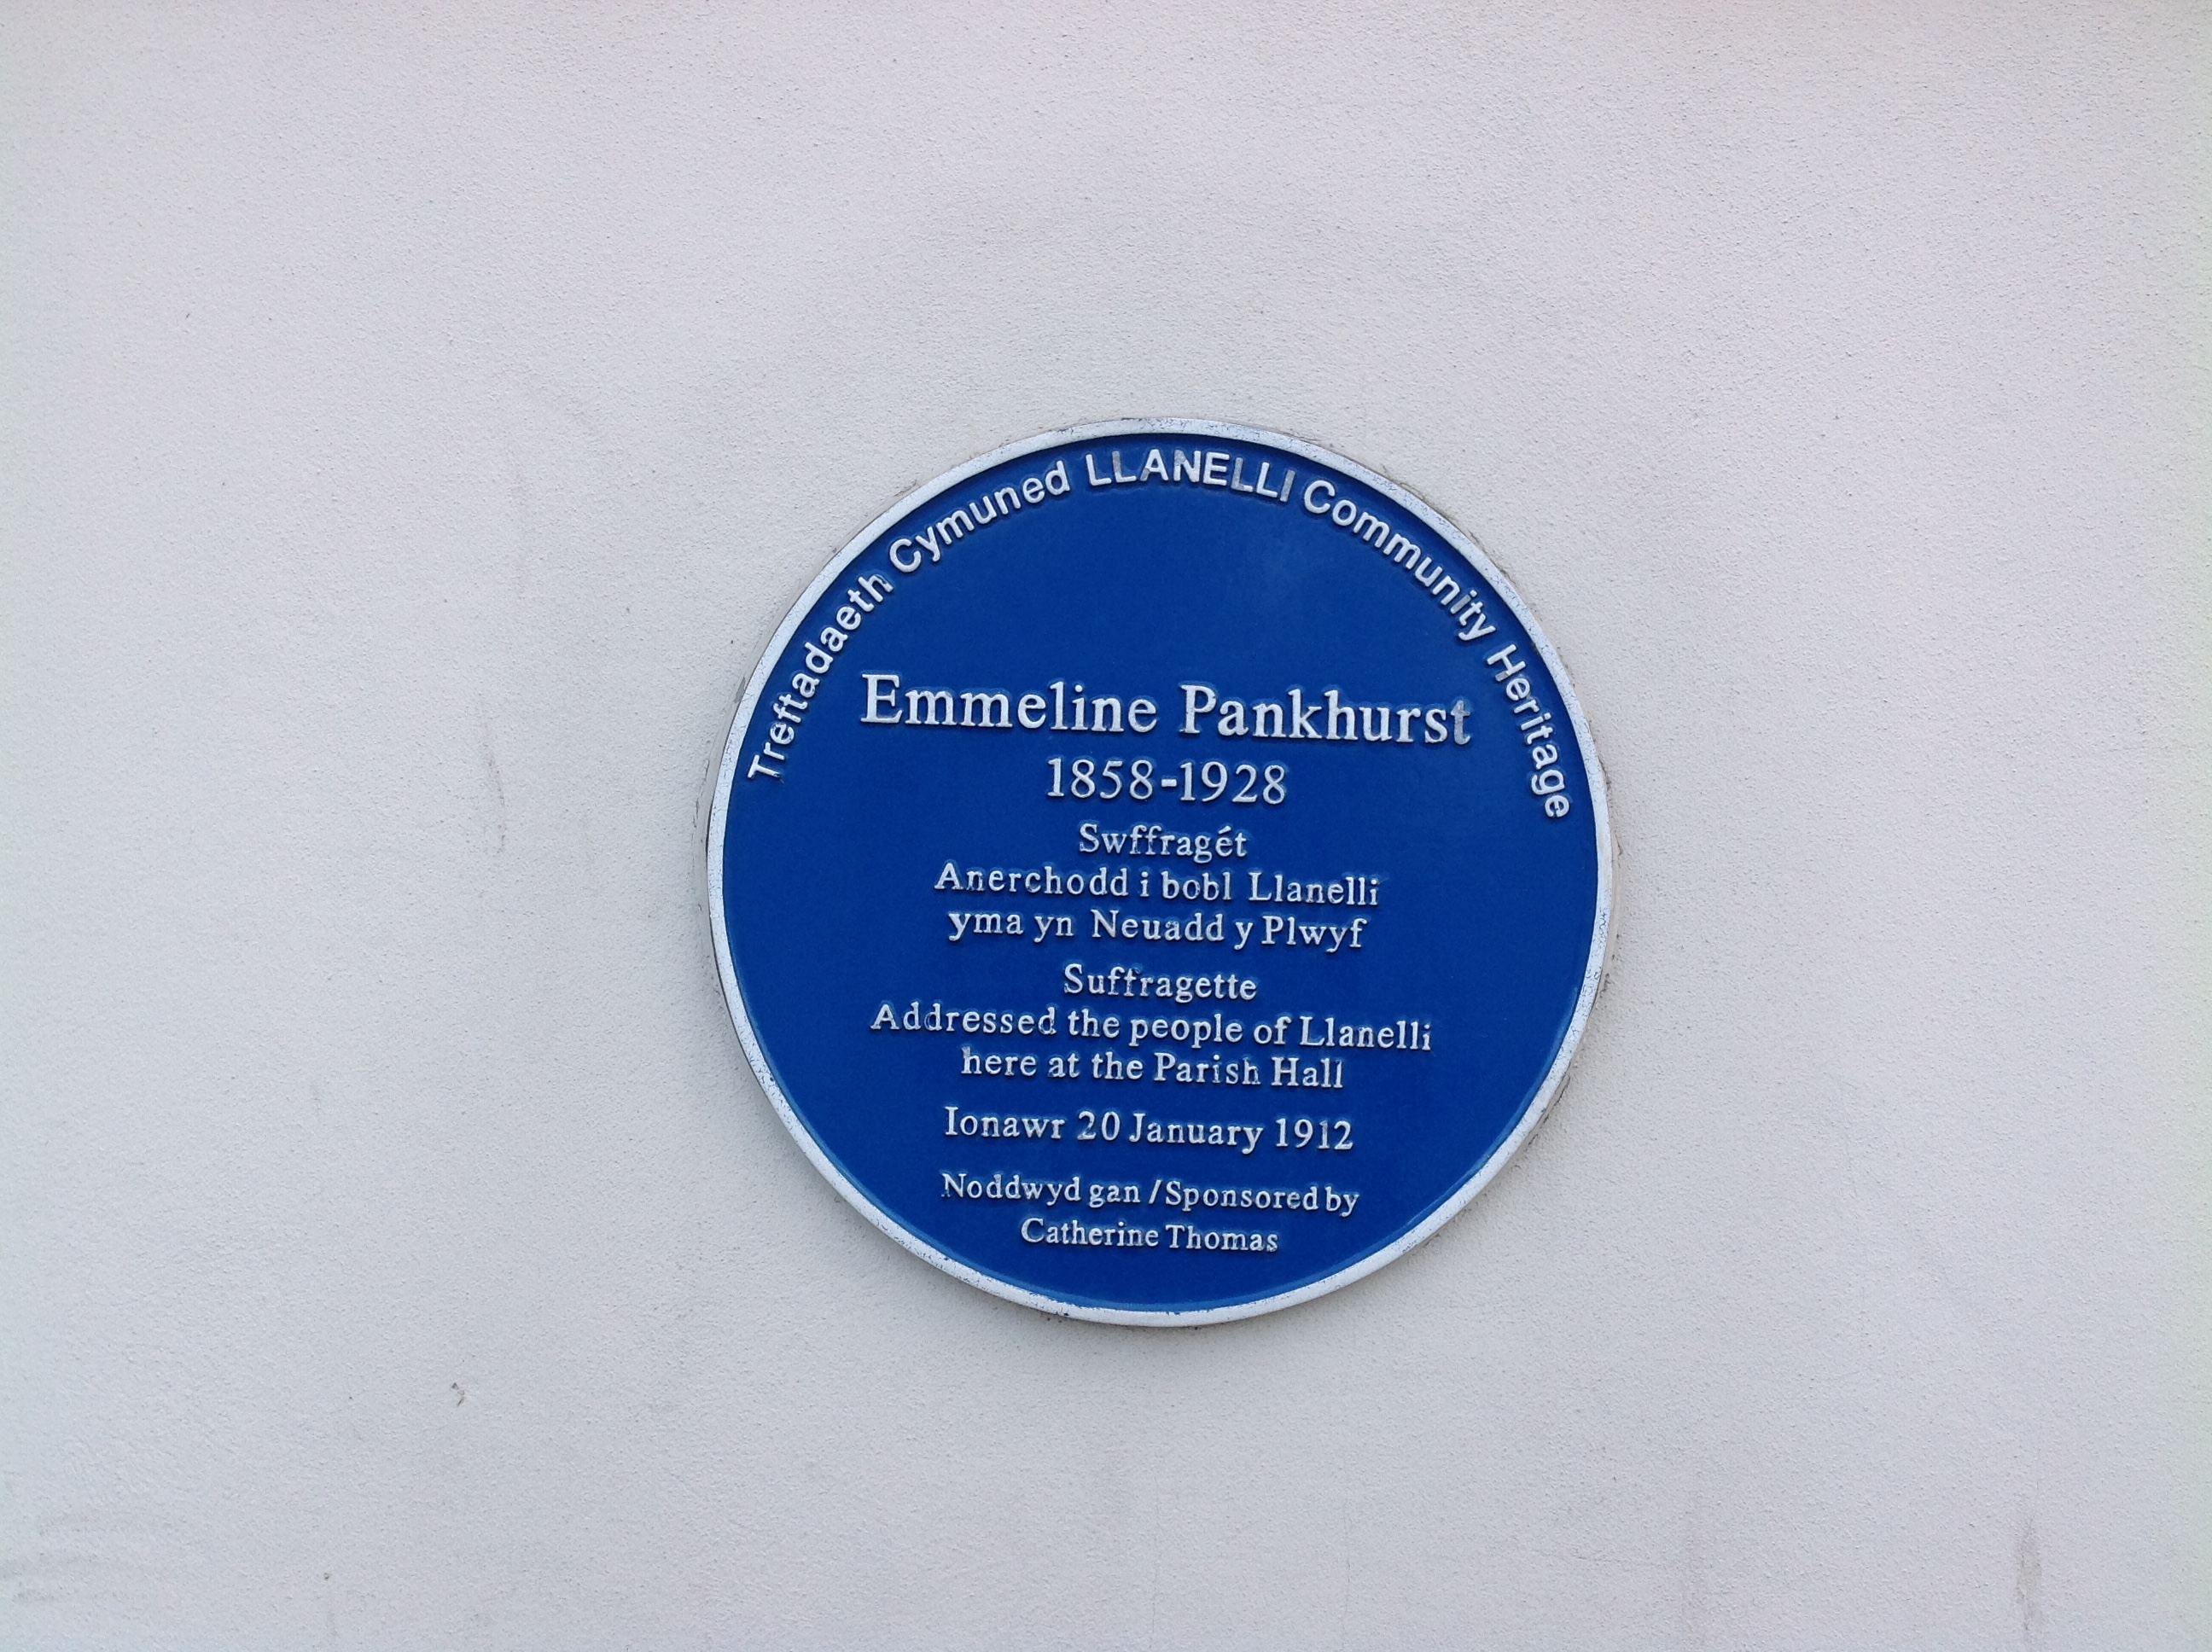 Treftadaeth Cymuned LLANELLI Community Heritage
Emmeline Pankhurst
1858-1928
Swffragét
Anerchodd i bobl Llanelli
yma yn Neuadd y Plwyf
Suffragette
Addressed the people of Llanelli
here at the Parish Hall
Ionawr 20 January 1912
Noddwyd gan / Sponsored by
Catherine Thomas